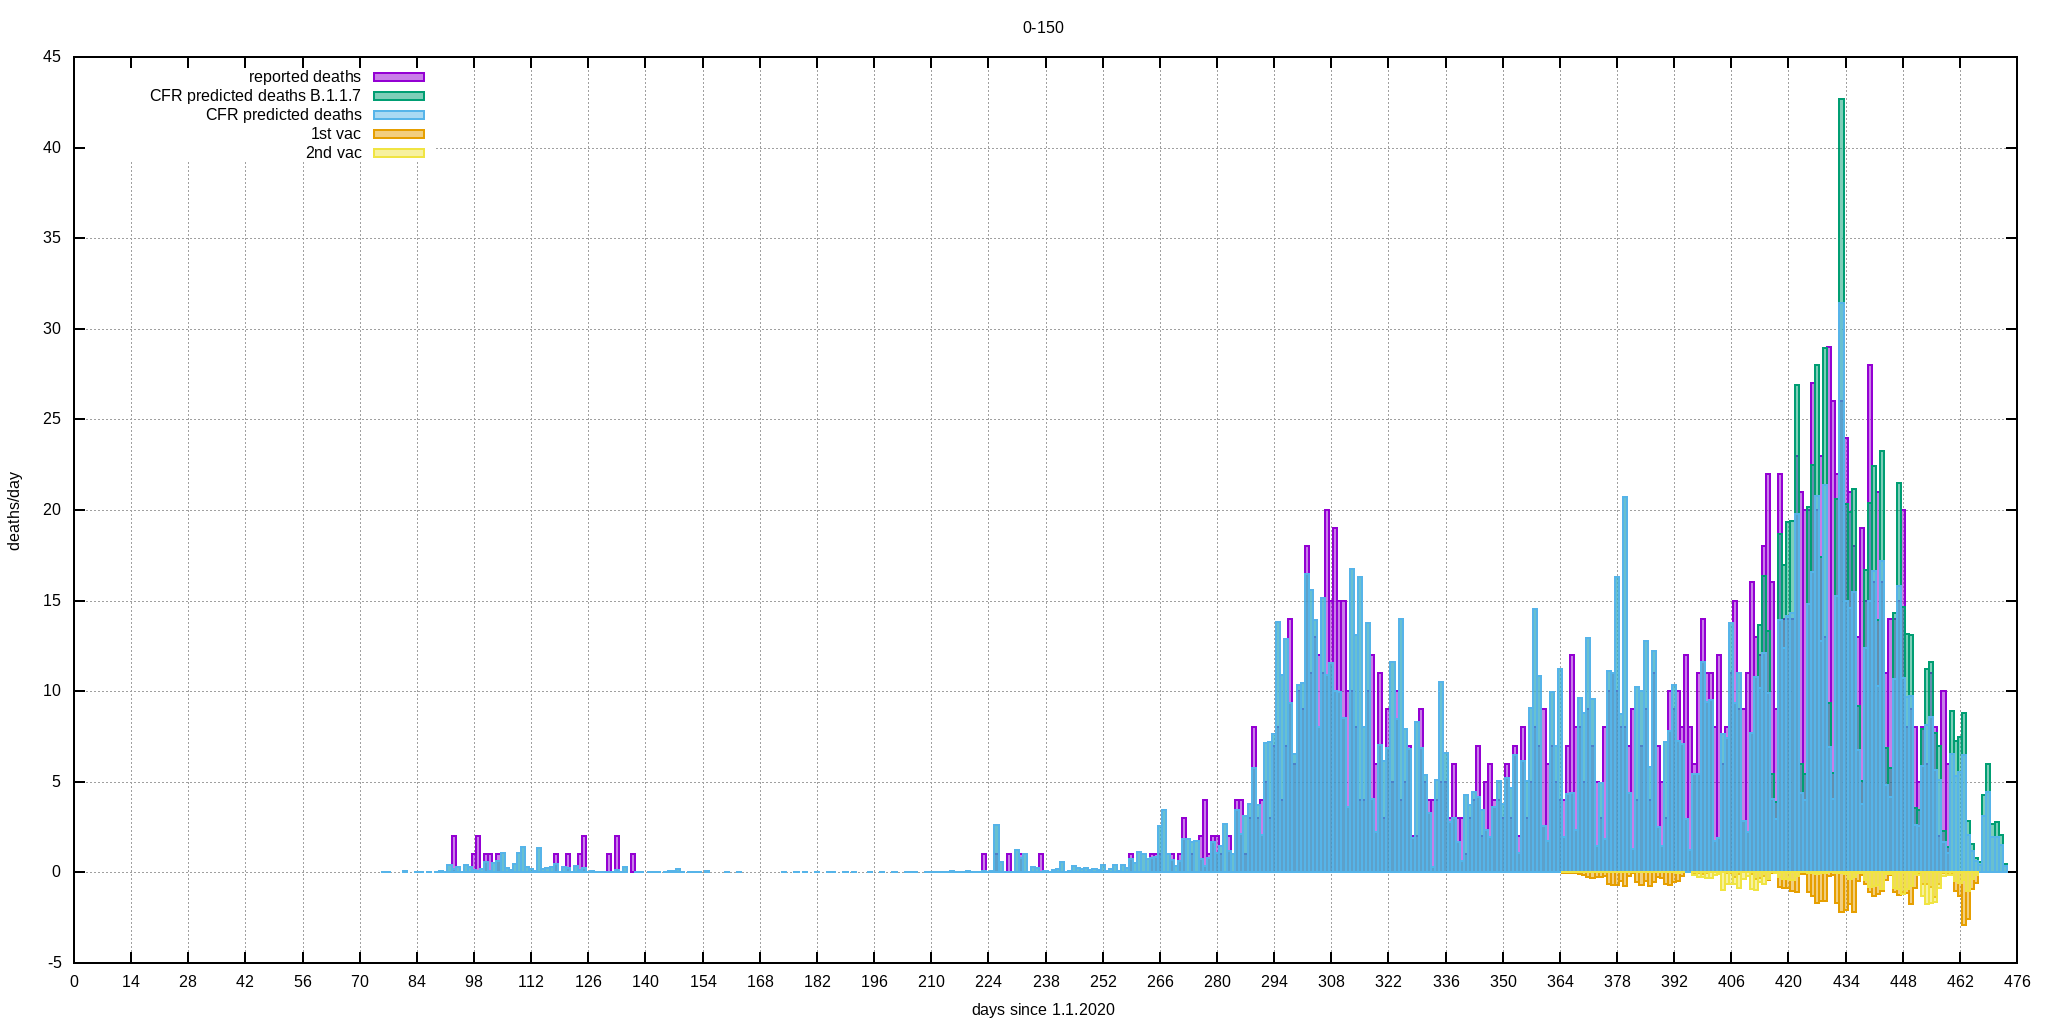 0-150
45
40
35
30
25
20
15
10
5
0
-5
deaths/day
reported deaths
CFR predicted deaths B.1.1.7
CFR predicted deaths
1st vac
2nd vac
0 14 28 42 56 70 84 98 112 126 140 154 168 182 196 210 224 238 252 266 280 294 308 322 336 350 364 378 392 406 420 434 448 462 476
days since 1.1.2020